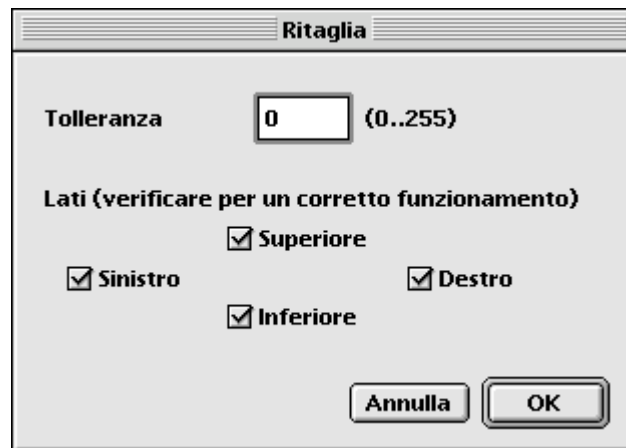 Ritaglia
Tolleranza 0 (0..255)
Lati (verificare per un corretto funzionamento)
Superiore
Sinistro Destro
Inferiore
Annulla OK